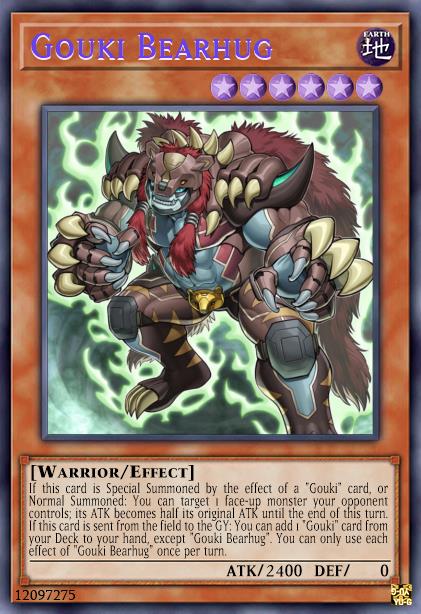 Gouki Bearhug
EARTH
地
[Warrior/Effect]
If this card is Special Summoned by the effect of a "Gouki" card, or
Normal Summoned: You can target 1 face-up monster your opponent
controls; its ATK becomes half its original ATK until the end of this turn.
If this card is sent from the field to the GY: You can add 1 "Gouki" card from
your Deck to your hand, except "Gouki Bearhug". You can only use each
effect of "Gouki Bearhug" once per turn.
ATK/2400 DEF/ 0
12097275